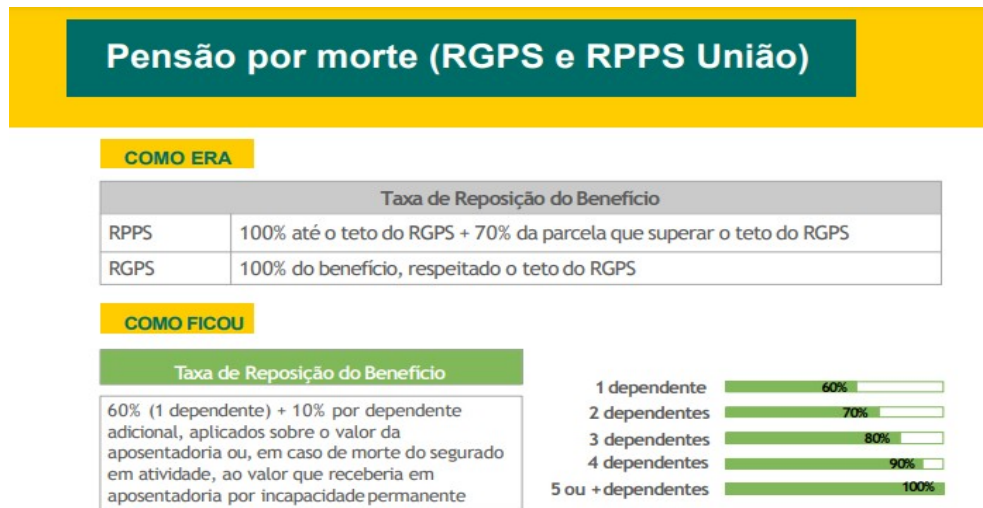 Pensão por morte (RGPS e RPPS União)
COMO ERA
Taxa de Reposição do Benefício
RPPS 100% até o teto do RGPS + 70% da parcela que superar o teto do RGPS
RGPS 100% do benefício, respeitado o teto do RGPS
COMO FICOU
Taxa de Reposição do Benefício
60% (1 dependente) + 10% por dependente
adicional, aplicados sobre o valor da
aposentadoria ou, em caso de morte do segurado
em atividade, ao valor que receberia em
aposentadoria por incapacidade permanente
1 dependente 60%
2 dependentes 70%
3 dependentes 80%
4 dependentes 90%
5 ou + dependentes 100%